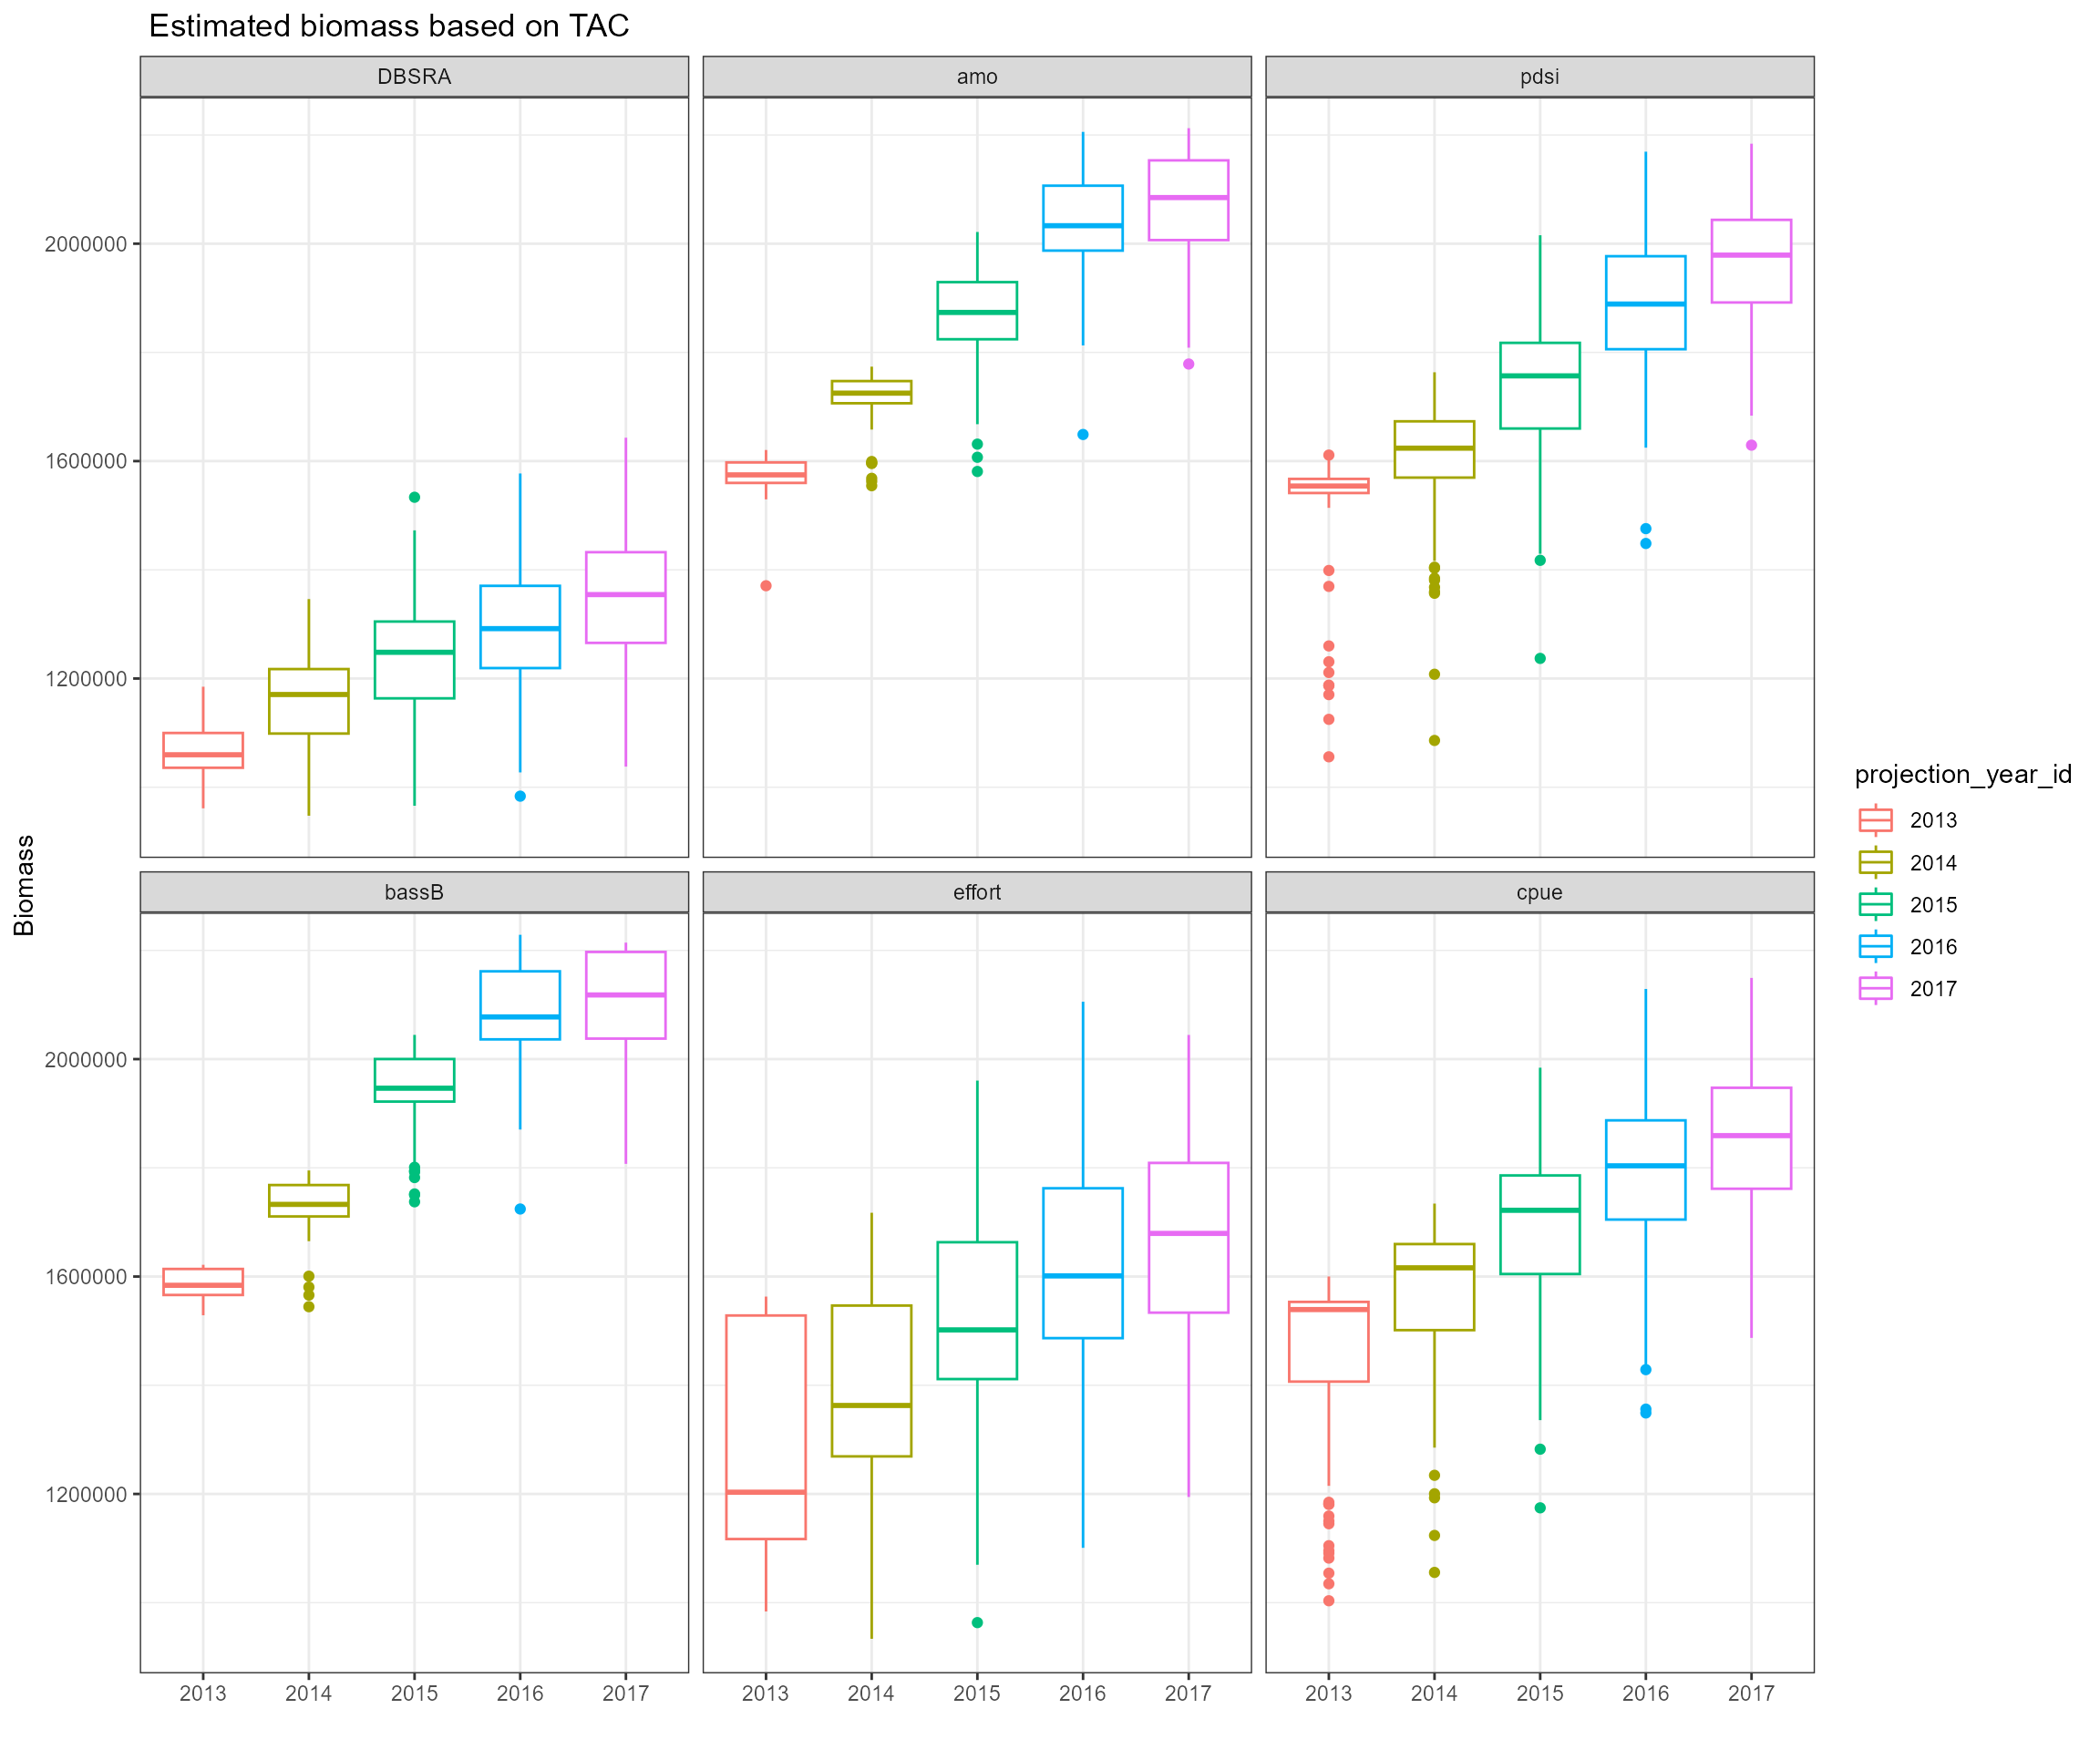 Estimated biomass based on TAC
DBSRA
amo
pdsi
2000000
1600000
1200000
Biomass
bassB
effort
cpue
2000000
1600000
1200000
2013 2014 2015 2016 2017
2013 2014 2015 2016 2017
2013 2014 2015 2016 2017
projection_year_id
2013
2014
2015
2016
2017